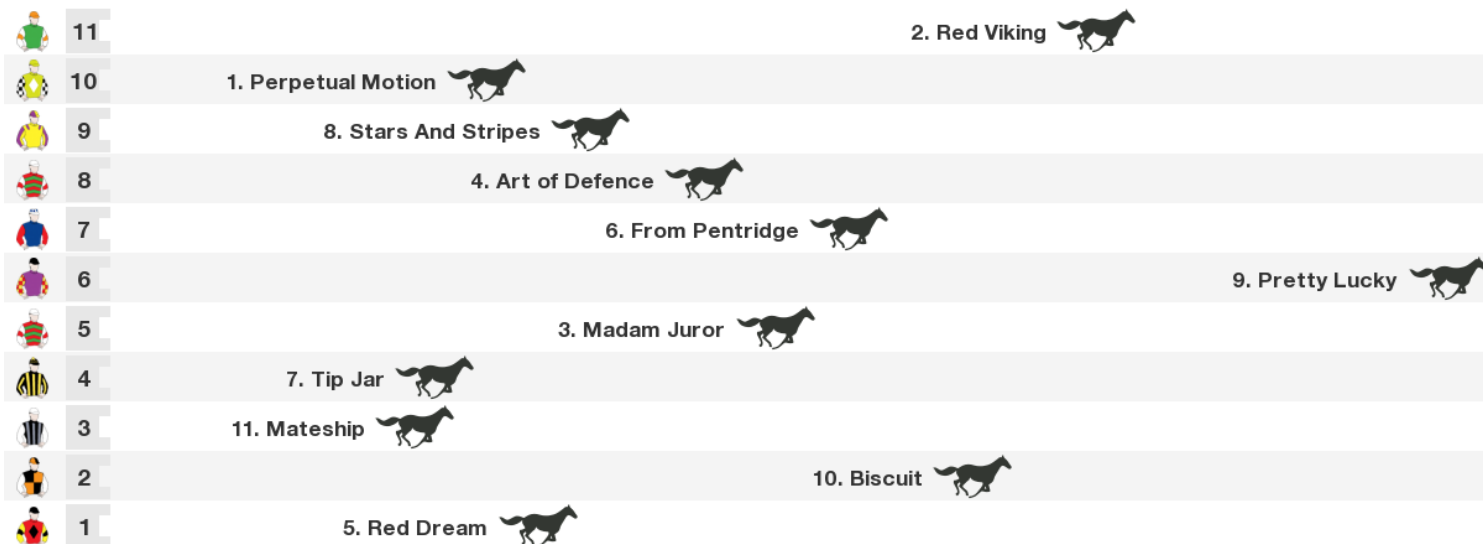 11 2. Red Viking
10 1. Perpetual Motion
9 8. Stars And Stripes
8 4. Art of Defence
7 6. From Pentridge
6 9. Pretty Lucky
5 3. Madam Juror
4 7. Tip Jar
3 11. Mateship
2 10. Biscuit
1 5. Red Dream